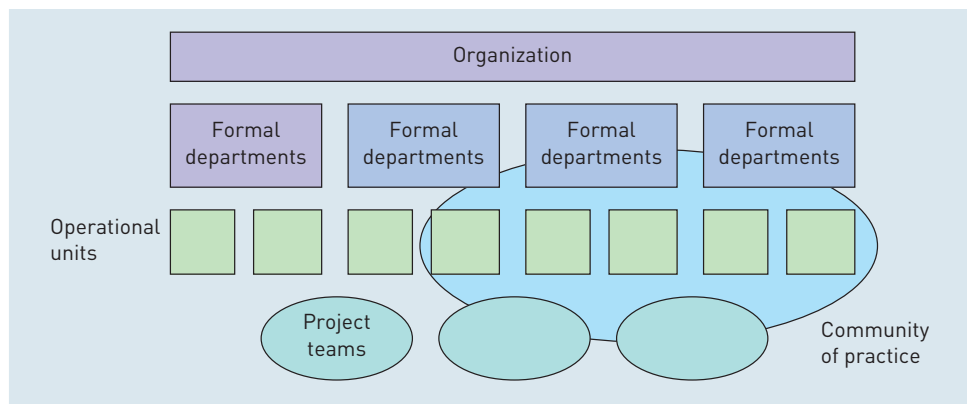 Organization
Formal
departments
Formal
departments
Formal
departments
Formal
departments
Operational
units
Project
teams
Community
of practice